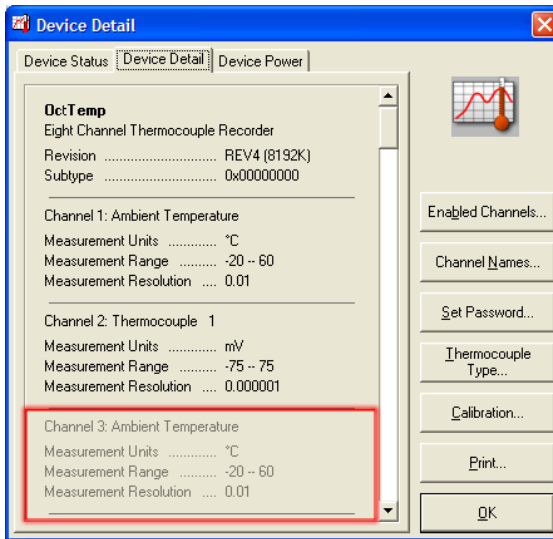 Device Detail
Device Status
Device Detail
Device Power
OctTemp
Eight Channel Thermocouple Recorder
Revision ............................ REV4 (8192K)
Subtype ............................ 0x00000000
Channel 1: Ambient Temperature
Measurement Units ............. °C
Measurement Range .......... -20 -- 60
Measurement Resolution .... 0.01
Channel 2: Thermocouple 1
Measurement Units ............. mV
Measurement Range .......... -75 -- 75
Measurement Resolution .... 0.000001
Channel 3: Ambient Temperature
Measurement Units ............. °C
Measurement Range .......... -20 -- 60
Measurement Resolution .... 0.01
Enabled Channels...
Channel Names...
Set Password...
Thermocouple
Type...
Calibration...
Print...
OK